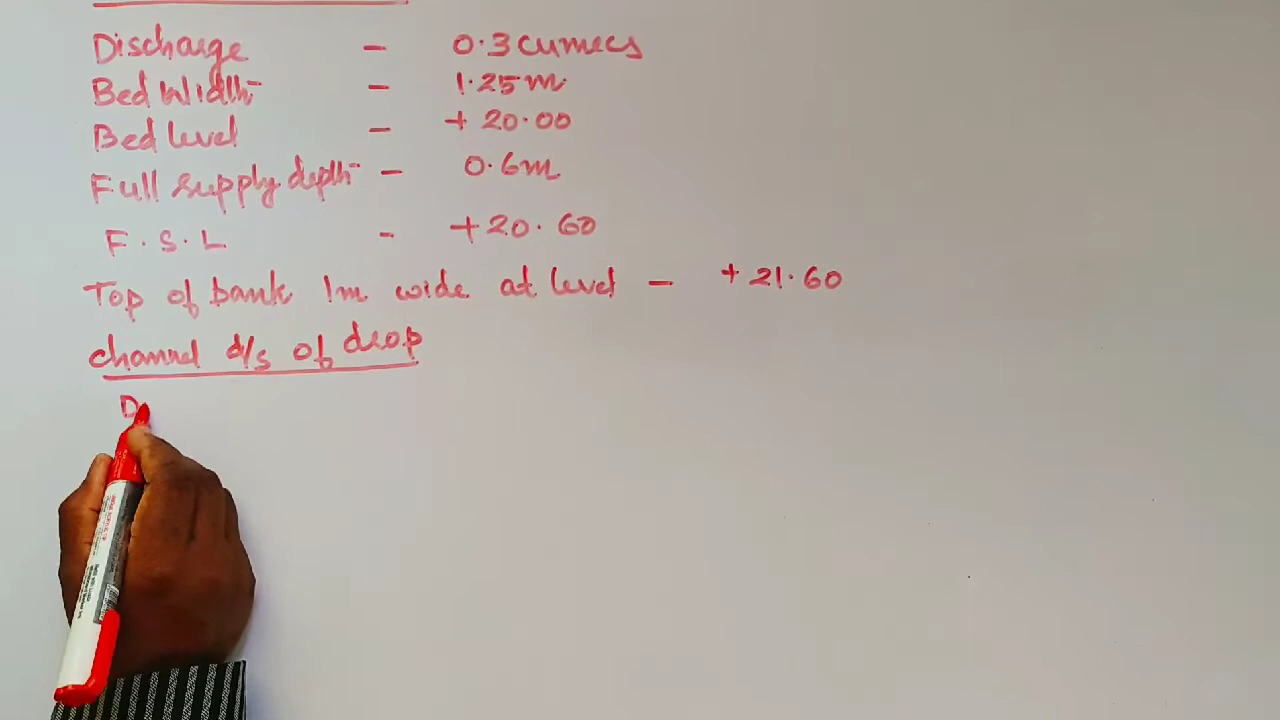 Discharge - 0.3 cumecs
Bed Width - 1.25m
Bed level - + 20.00
Full supply depth - 0.6m
F.S.L - +20.60
Top of bank 1m wide at level - + 21.60
channel d/s of drop
D